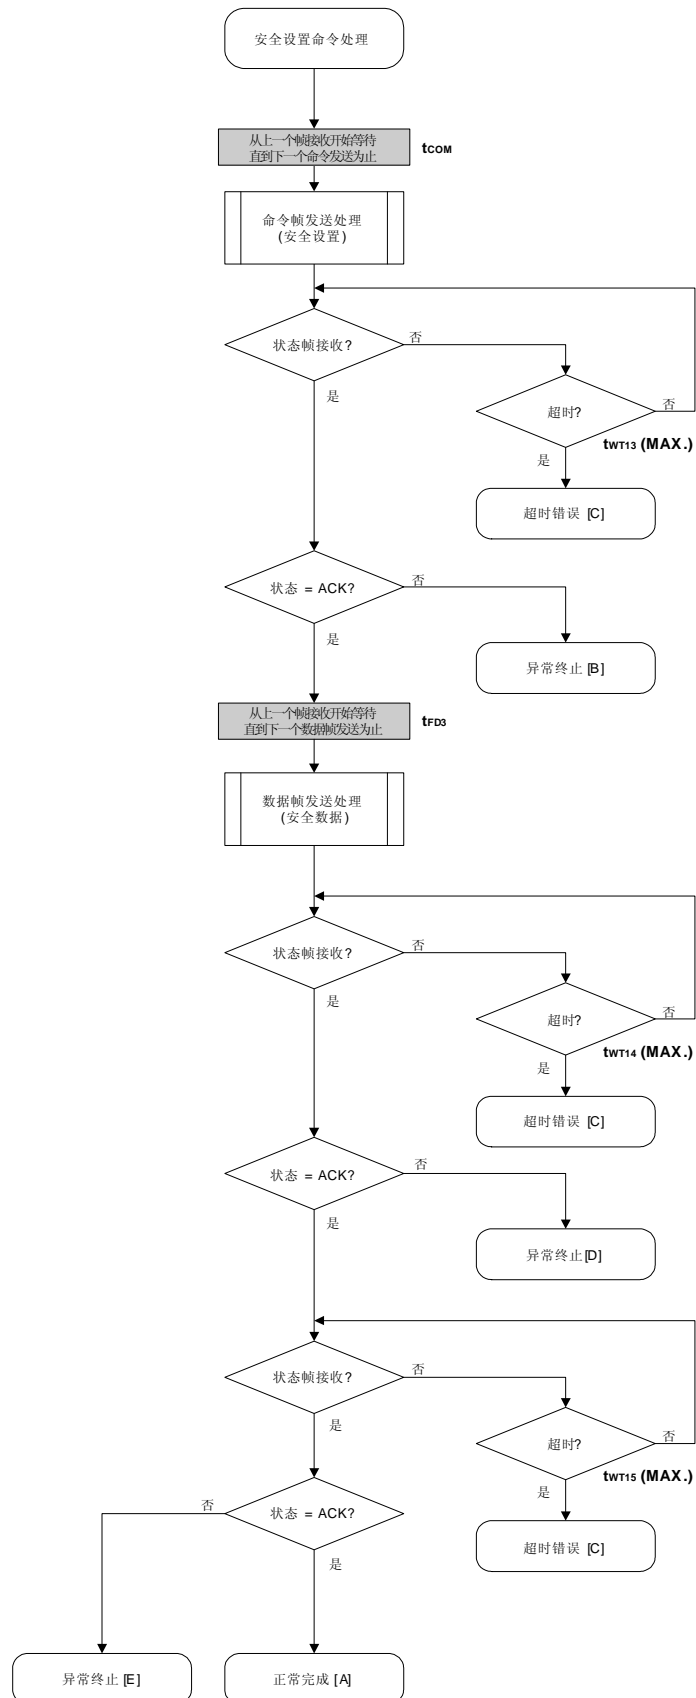 安全设置命令处理
从上一个帧接收开始等待
直到下一个命令发送为止
tCOM
命令帧发送处理
(安全设置)
状态帧接收?
否
是
超时?
否
tWT13 (MAX.)
是
超时错误 [C]
状态 = ACK?
否
是
异常终止 [B]
从上一个帧接收开始等待
直到下一个数据帧发送为止
tFD3
数据帧发送处理
(安全数据)
状态帧接收?
否
是
超时?
否
tWT14 (MAX.)
是
超时错误 [C]
状态 = ACK?
否
是
异常终止[D]
状态帧接收?
否
是
超时?
否
tWT15 (MAX.)
是
超时错误 [C]
状态 = ACK?
否
是
异常终止 [E]
正常完成 [A]